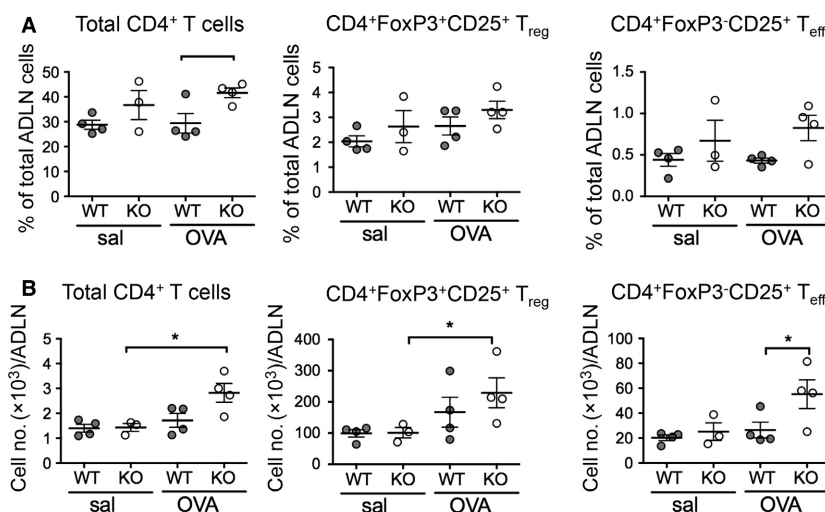 A
Total CD4⁺ T cells
% of total ADLN cells
50
40
30
20
10
0
WT KO WT KO
sal OVA
CD4⁺FoxP3⁺CD25⁺ Treg
% of total ADLN cells
5
4
3
2
1
0
WT KO WT KO
sal OVA
CD4⁺FoxP3⁻CD25⁺ Teff
% of total ADLN cells
1.5
1.0
0.5
0.0
WT KO WT KO
sal OVA
B
Total CD4⁺ T cells
Cell no. (×10³)/ADLN
5
4
3
2
1
0
*
WT KO WT KO
sal OVA
CD4⁺FoxP3⁺CD25⁺ Treg
Cell no. (×10³)/ADLN
400
300
200
100
0
*
WT KO WT KO
sal OVA
CD4⁺FoxP3⁻CD25⁺ Teff
Cell no. (×10³)/ADLN
100
80
60
40
20
0
*
WT KO WT KO
sal OVA